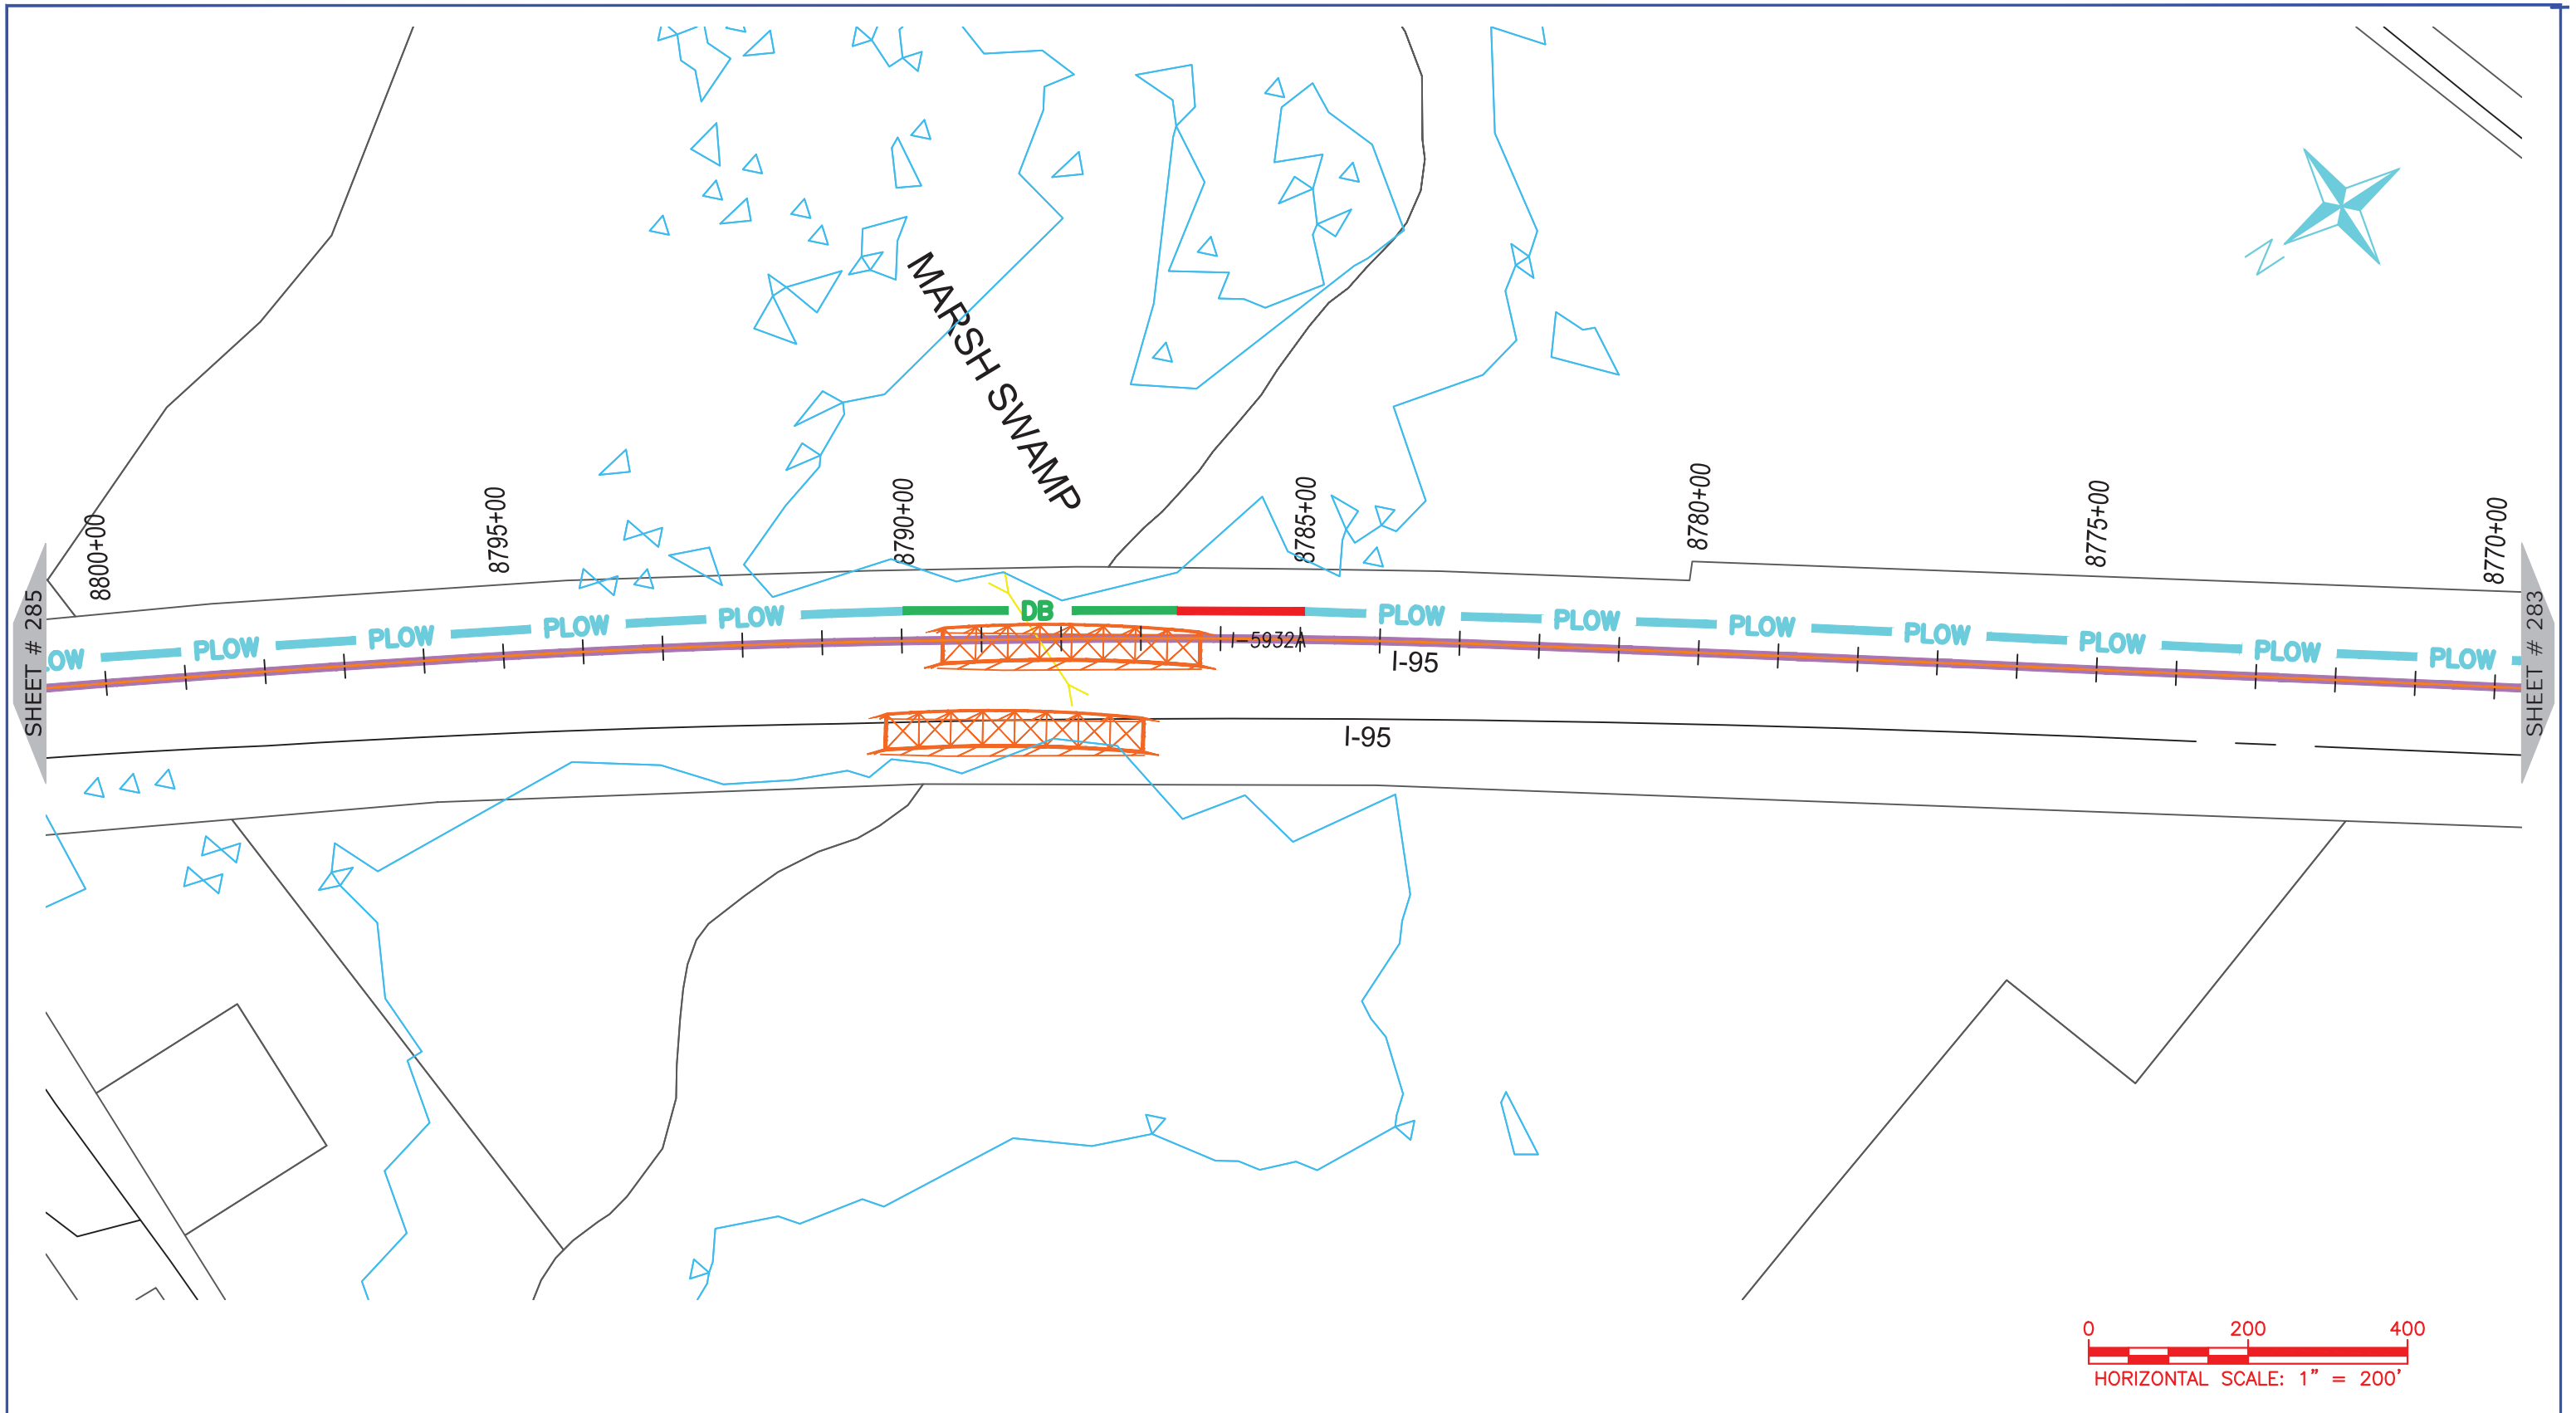 MARSH SWAMP
N
8800+00
8795+00
8790+00
8785+00
8780+00
8775+00
8770+00
SHEET # 285
OW
PLOW
PLOW
PLOW
PLOW
DB
PLOW
PLOW
PLOW
PLOW
PLOW
PLOW
PLOW
SHEET # 283
I-5932A
I-95
I-95
0 200 400
HORIZONTAL SCALE: 1" = 200'